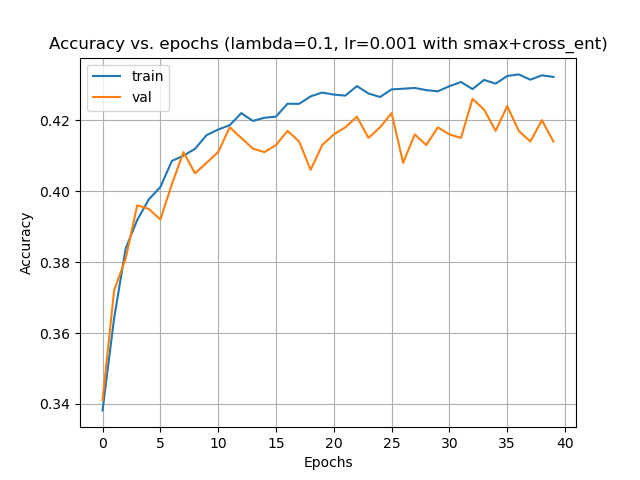 Accuracy vs. epochs (lambda=0.1, lr=0.001 with smax+cross_ent)
train
val
0.42
0.40
0.38
0.36
0.34
Accuracy
0 5 10 15 20 25 30 35 40
Epochs